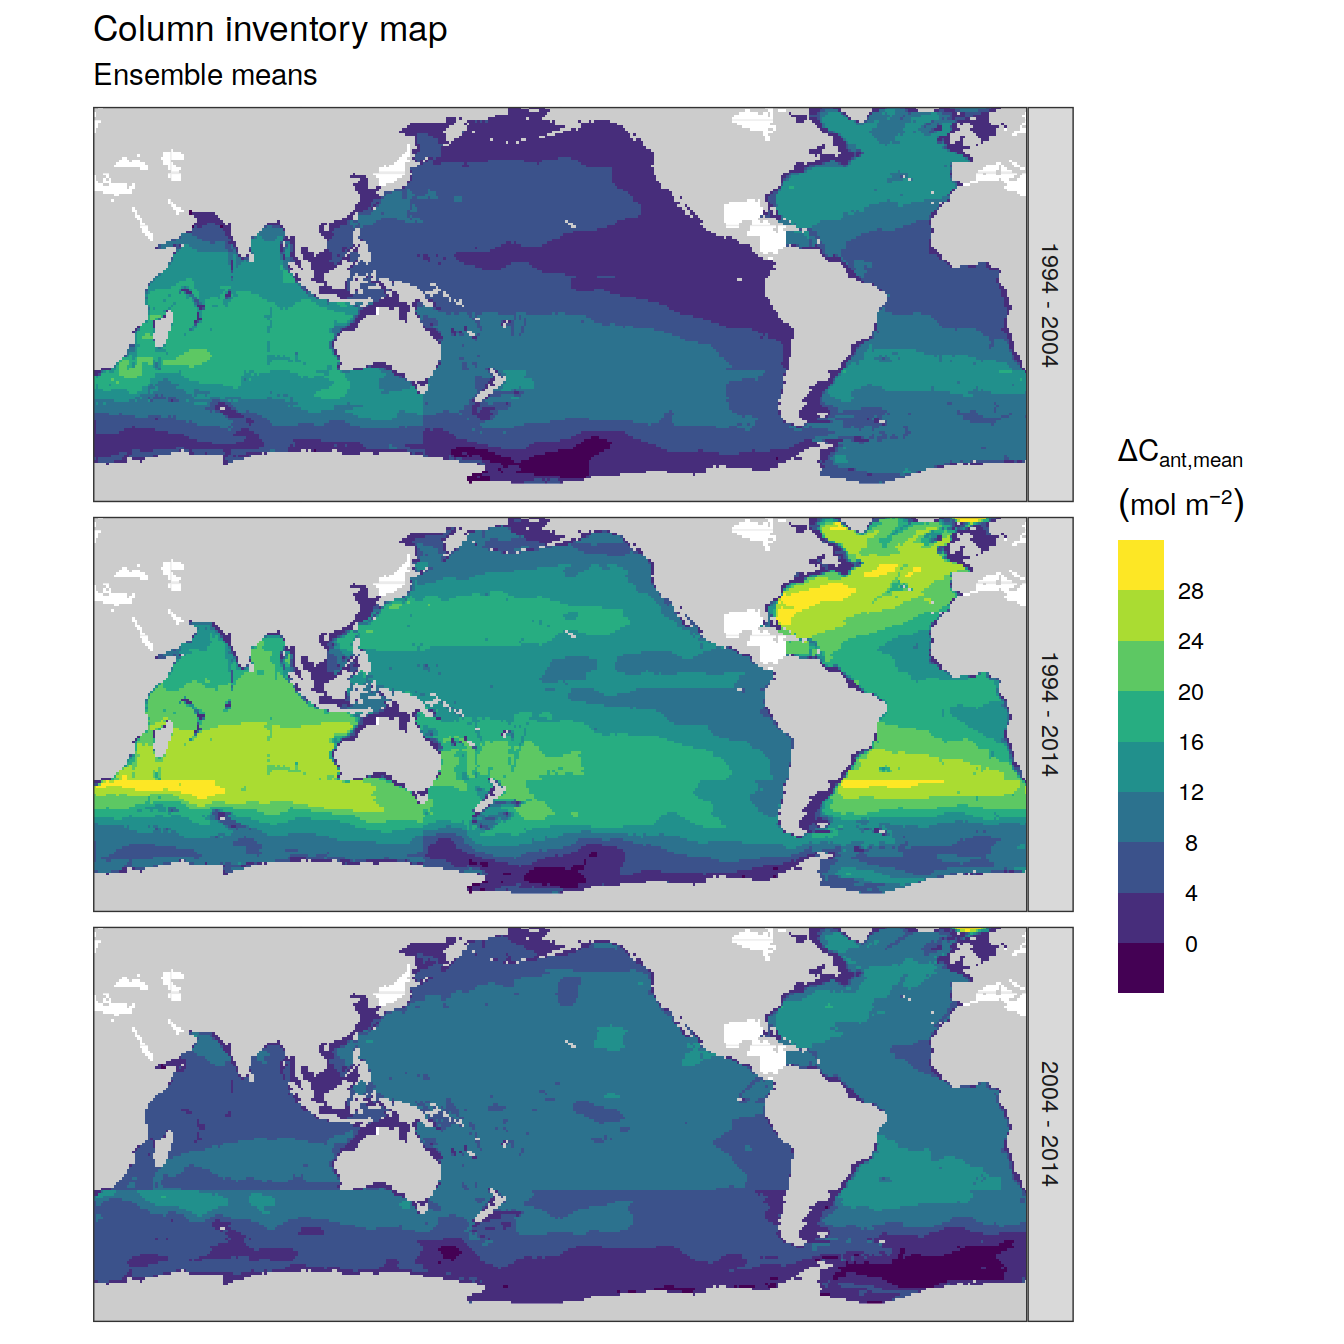 Column inventory map
Ensemble means
1994 - 2004
1994 - 2014
2004 - 2014
ΔCant,mean
(mol m−2)
28
24
20
16
12
8
4
0